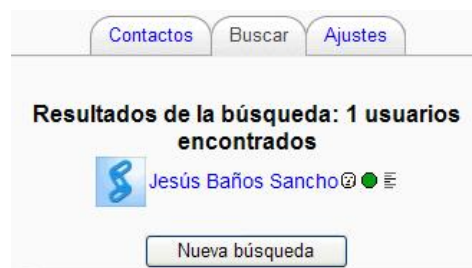 Contactos Buscar Ajustes
Resultados de la búsqueda: 1 usuarios
encontrados
Jesús Baños Sancho
Nueva búsqueda